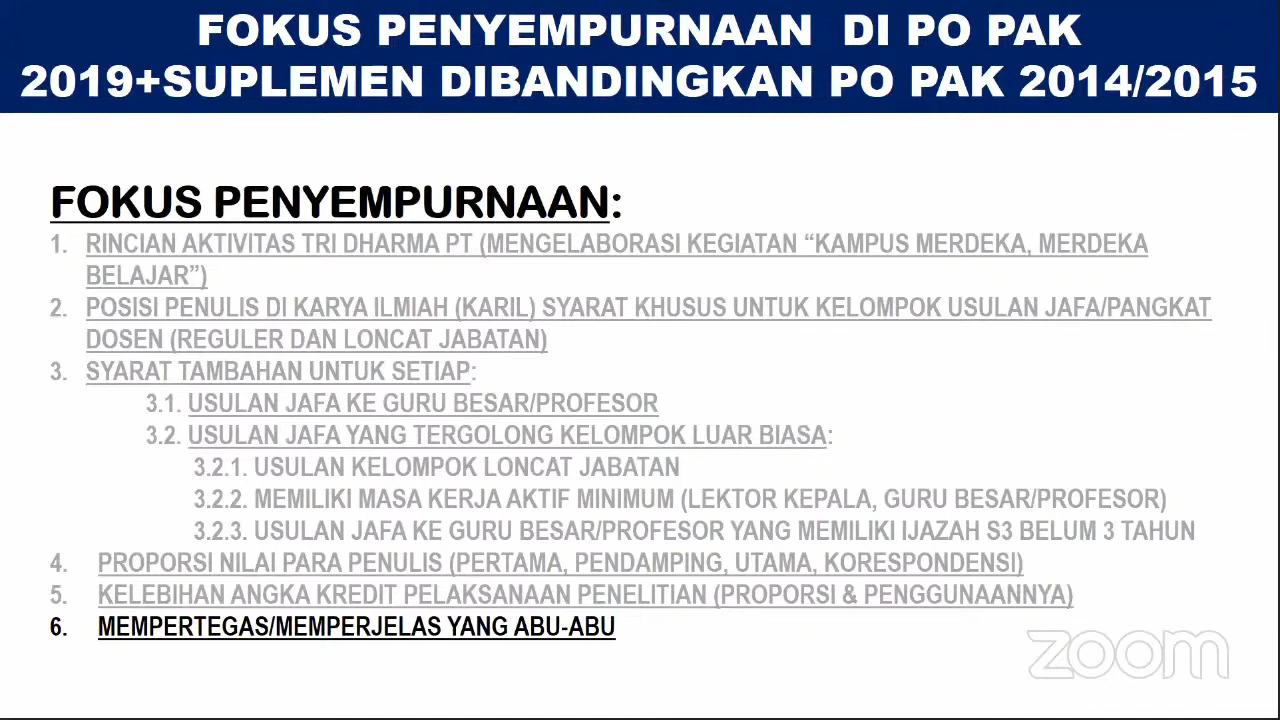 FOKUS PENYEMPURNAAN DI PO PAK
2019+SUPLEMEN DIBANDINGKAN PO PAK 2014/2015
FOKUS PENYEMPURNAAN:
1. RINCIAN AKTIVITAS TRI DHARMA PT (MENGELABORASI KEGIATAN “KAMPUS MERDEKA, MERDEKA
BELAJAR”)
2. POSISI PENULIS DI KARYA ILMIAH (KARIL) SYARAT KHUSUS UNTUK KELOMPOK USULAN JAFA/PANGKAT
DOSEN (REGULER DAN LONCAT JABATAN)
3. SYARAT TAMBAHAN UNTUK SETIAP:
3.1. USULAN JAFA KE GURU BESAR/PROFESOR
3.2. USULAN JAFA YANG TERGOLONG KELOMPOK LUAR BIASA:
3.2.1. USULAN KELOMPOK LONCAT JABATAN
3.2.2. MEMILIKI MASA KERJA AKTIF MINIMUM (LEKTOR KEPALA, GURU BESAR/PROFESOR)
3.2.3. USULAN JAFA KE GURU BESAR/PROFESOR YANG MEMILIKI IJAZAH S3 BELUM 3 TAHUN
4. PROPORSI NILAI PARA PENULIS (PERTAMA, PENDAMPING, UTAMA, KORESPONDENSI)
5. KELEBIHAN ANGKA KREDIT PELAKSANAAN PENELITIAN (PROPORSI & PENGGUNAANNYA)
6. MEMPERTEGAS/MEMPERJELAS YANG ABU-ABU
zoom